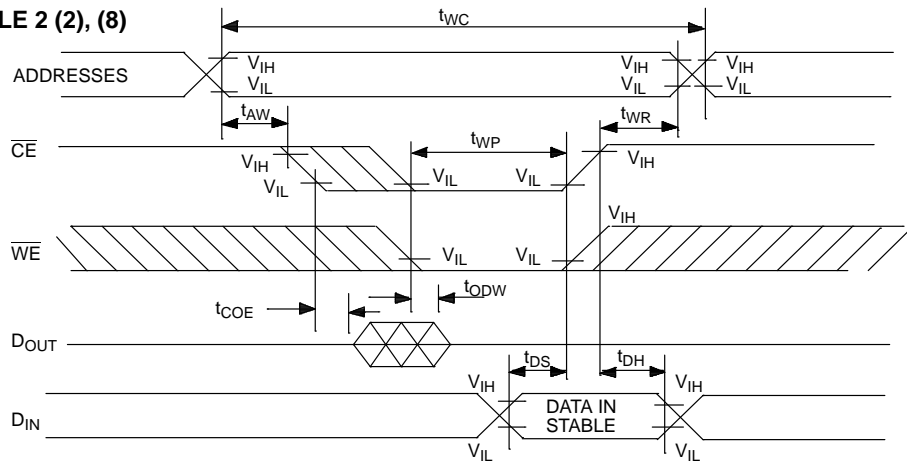 LE 2 (2), (8)
tWC
ADDRESSES
VIH VIH VIH
VIL VIL VIL
tAW tWR
CE
tWP
VIH VIH
VIL VIL VIL
VIH
WE
VIL VIL
tCOE tODW
DOUT
tDS tDH
VIH VIH
DIN
DATA IN
STABLE
VIL VIL